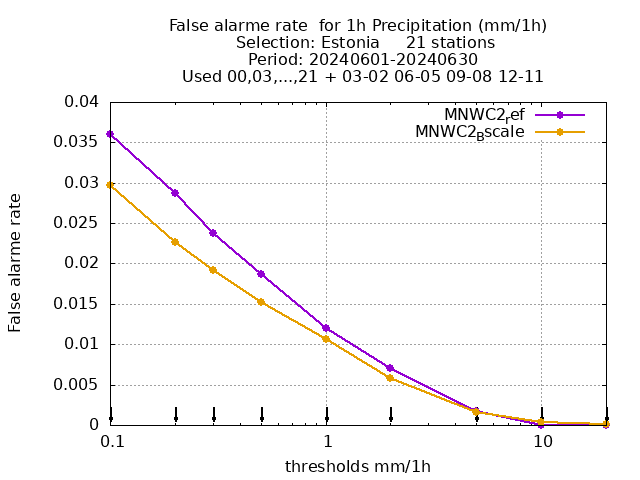 False alarme rate  for 1h Precipitation (mm/1h)
Selection: Estonia     21 stations
Period: 20240601-20240630
Used 00,03,...,21 + 03-02 06-05 09-08 12-11
MNWC2ref
MNWC2Bscale
0.04
0.035
0.03
0.025
0.02
0.015
0.01
0.005
0
False alarme rate
0.1 1 10
thresholds mm/1h